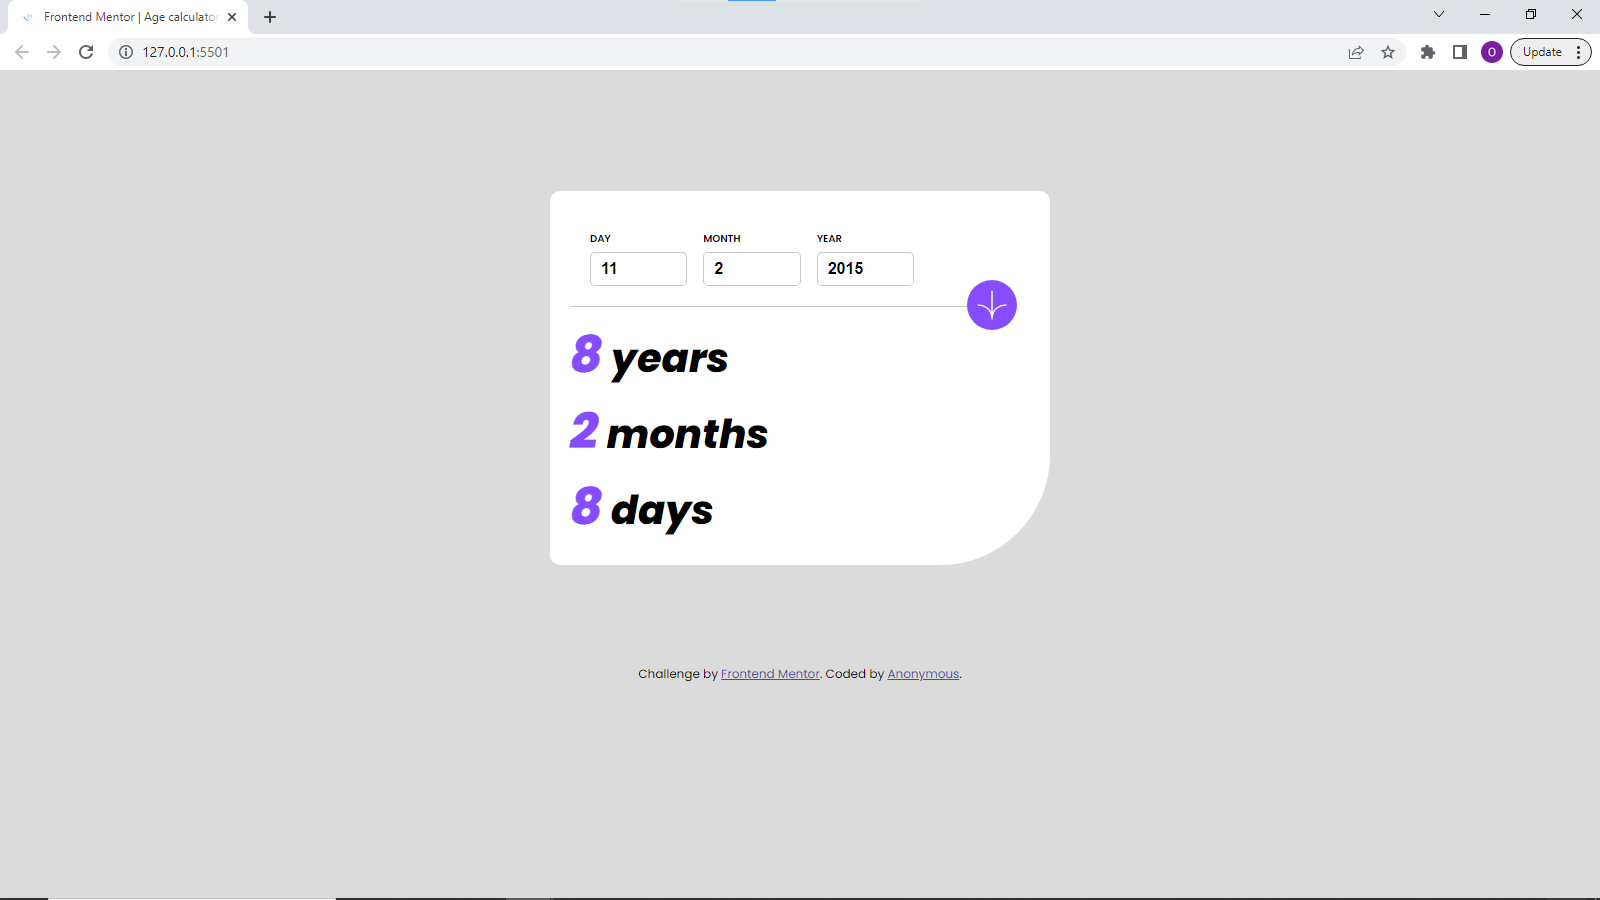 Frontend Mentor | Age calculator
127.0.0.1:5501
O
Update
DAY MONTH YEAR
11 2 2015
8 years
2 months
8 days
Challenge by Frontend Mentor. Coded by Anonymous.